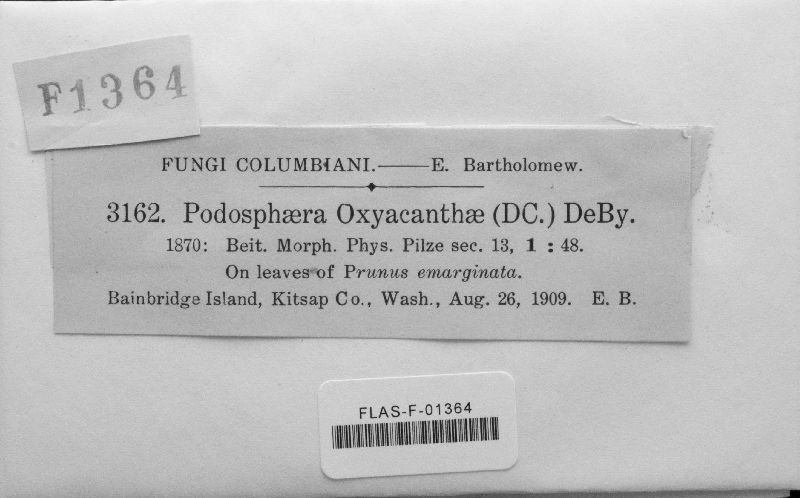 F1364
FUNGI COLUMBIANI.——E. Bartholomew.
3162. Podosphæra Oxyacanthæ (DC.) DeBy.
1870: Beit. Morph. Phys. Pilze sec. 13, 1 : 48.
On leaves of Prunus emarginata.
Bainbridge Island, Kitsap Co., Wash., Aug. 26, 1909. E. B.
FLAS-F-01364